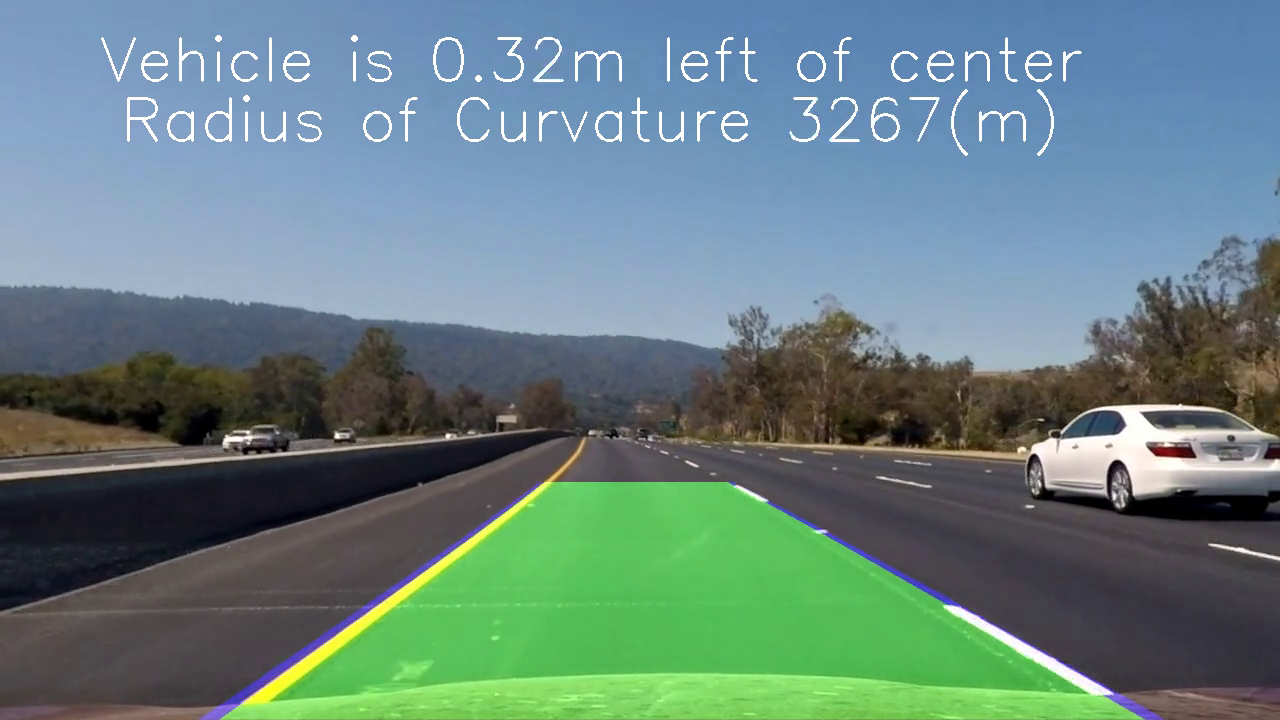 Vehicle is 0.32m left of center
Radius of Curvature 3267(m)